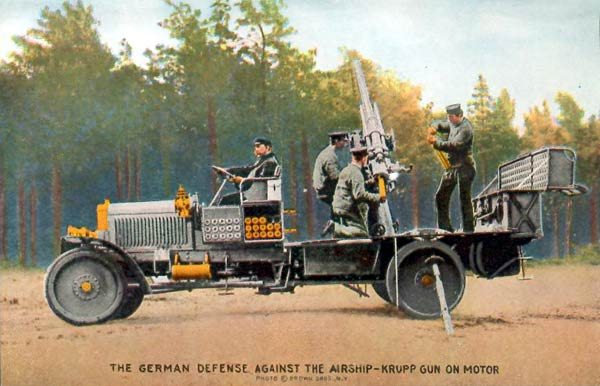 THE GERMAN DEFENSE AGAINST THE AIRSHIP-KRUPP GUN ON MOTOR
PHOTO © BROWN BROS., N.Y.